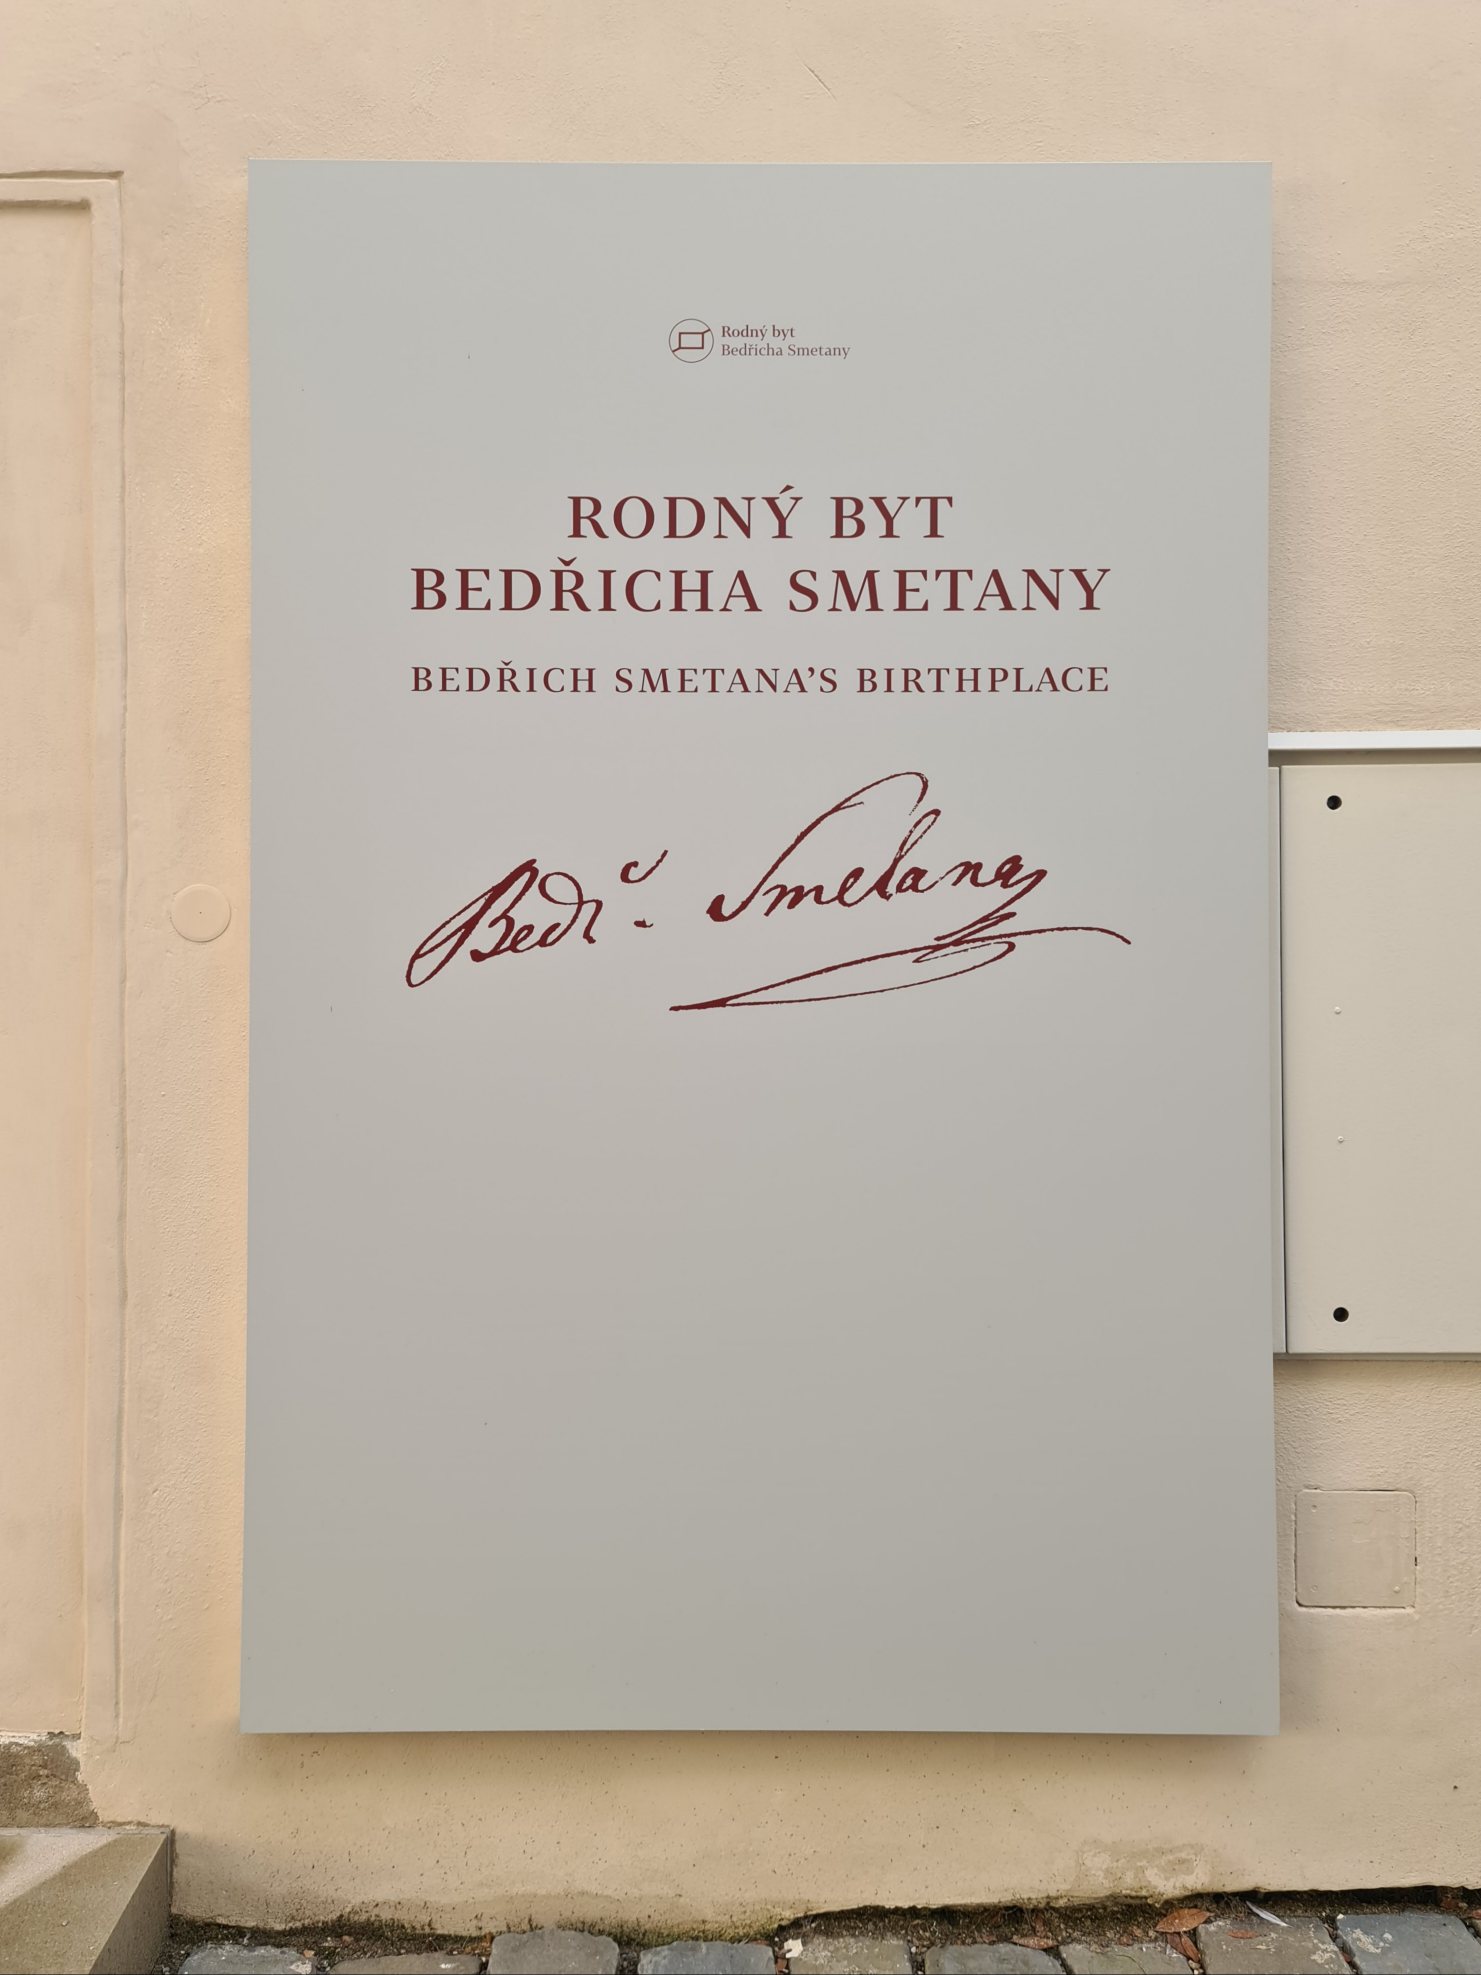 Rodný byt
Bedřicha Smetany
RODNÝ BYT
BEDŘICHA SMETANY
BEDŘICH SMETANA’S BIRTHPLACE
Bedř. Smetana